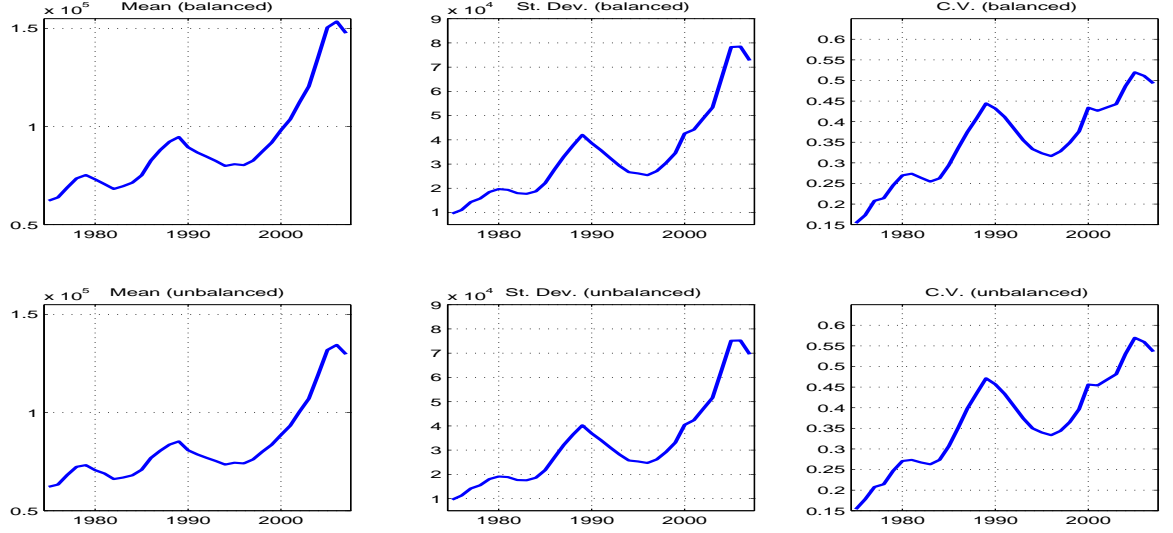 Mean (balanced)
x 10^5
1.5
1
0.5
1980 1990 2000
St. Dev. (balanced)
x 10^4
9
8
7
6
5
4
3
2
1
1980 1990 2000
C.V. (balanced)
0.6
0.55
0.5
0.45
0.4
0.35
0.3
0.25
0.2
0.15
1980 1990 2000
Mean (unbalanced)
x 10^5
1.5
1
0.5
1980 1990 2000
St. Dev. (unbalanced)
x 10^4
9
8
7
6
5
4
3
2
1
1980 1990 2000
C.V. (unbalanced)
0.6
0.55
0.5
0.45
0.4
0.35
0.3
0.25
0.2
0.15
1980 1990 2000